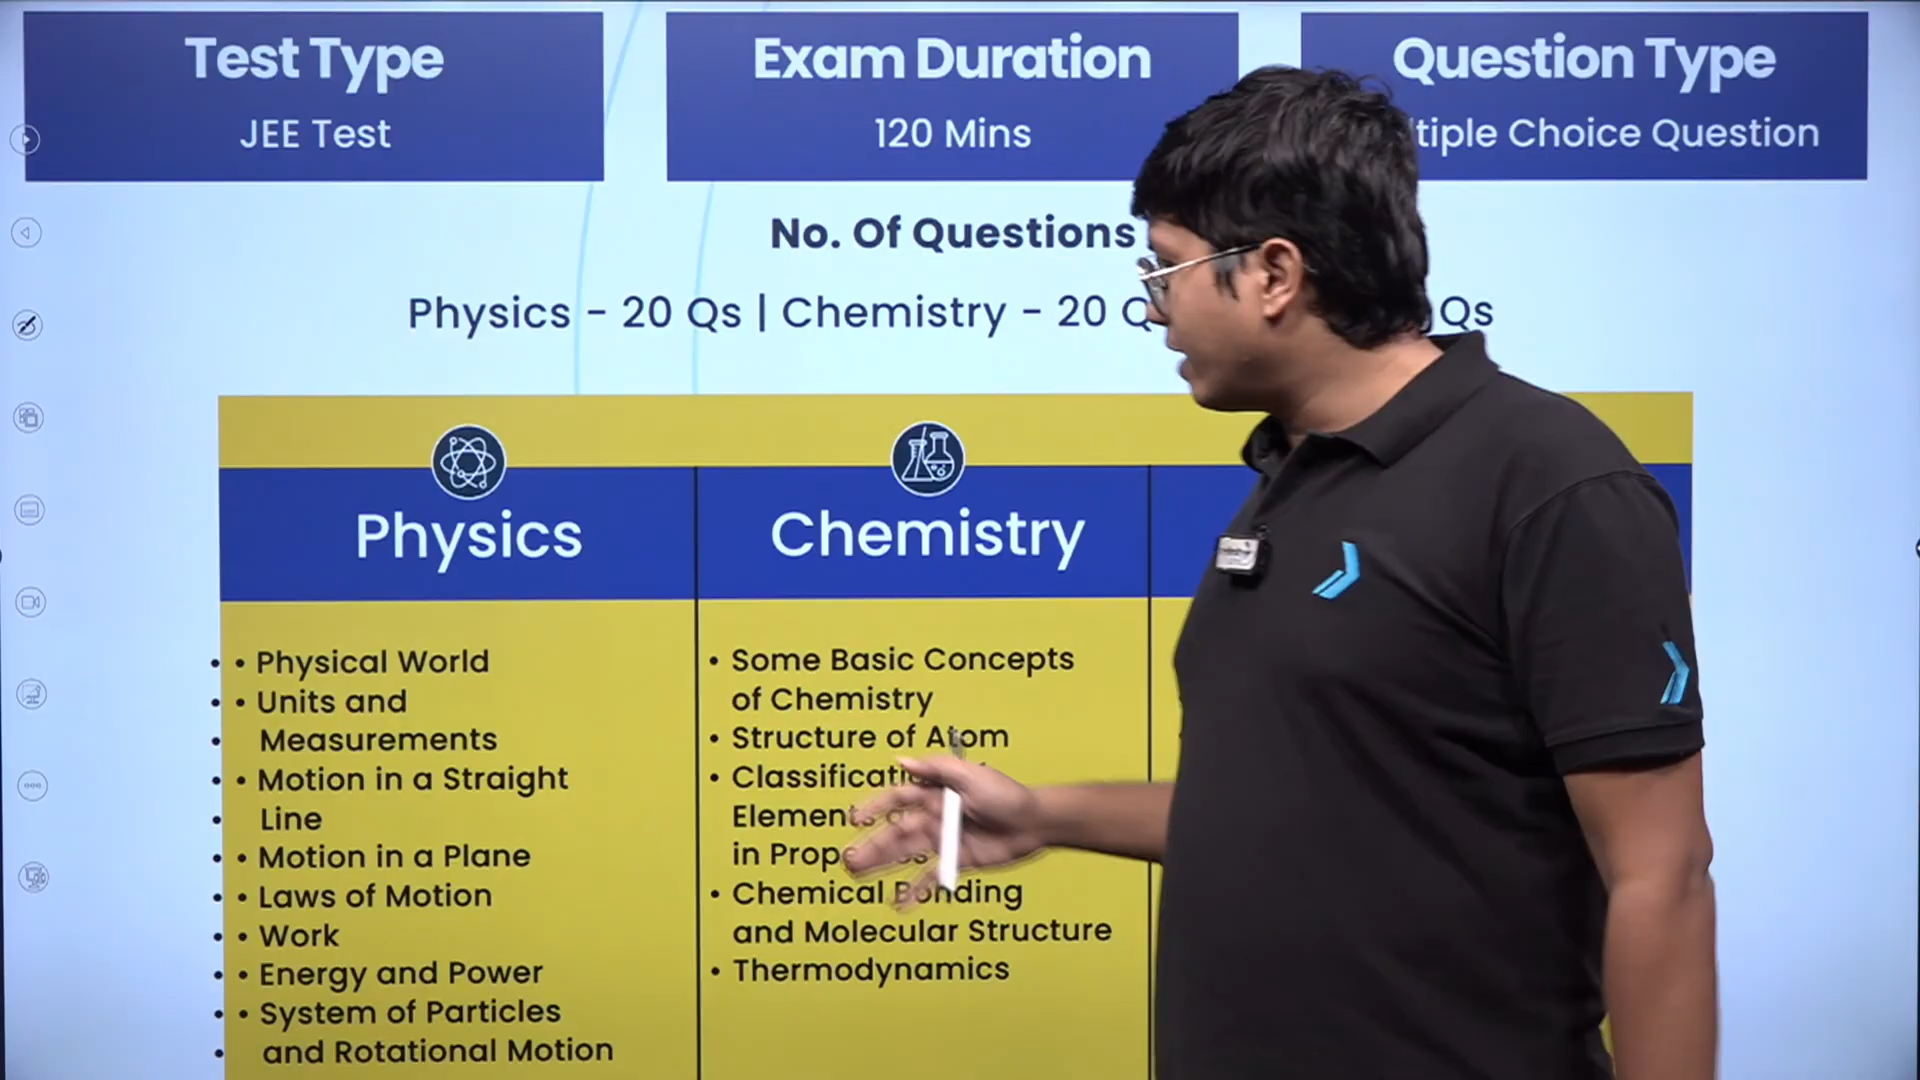 Test Type
JEE Test
Exam Duration
120 Mins
Question Type
tiple Choice Question
No. Of Questions
Physics - 20 Qs | Chemistry - 20 Qs
Physics
• Physical World
• Units and
Measurements
• Motion in a Straight
Line
• Motion in a Plane
• Laws of Motion
• Work
• Energy and Power
• System of Particles
and Rotational Motion
Chemistry
• Some Basic Concepts
of Chemistry
• Structure of Atom
• Classificati
Elements
in Prope
• Chemical Bonding
and Molecular Structure
• Thermodynamics